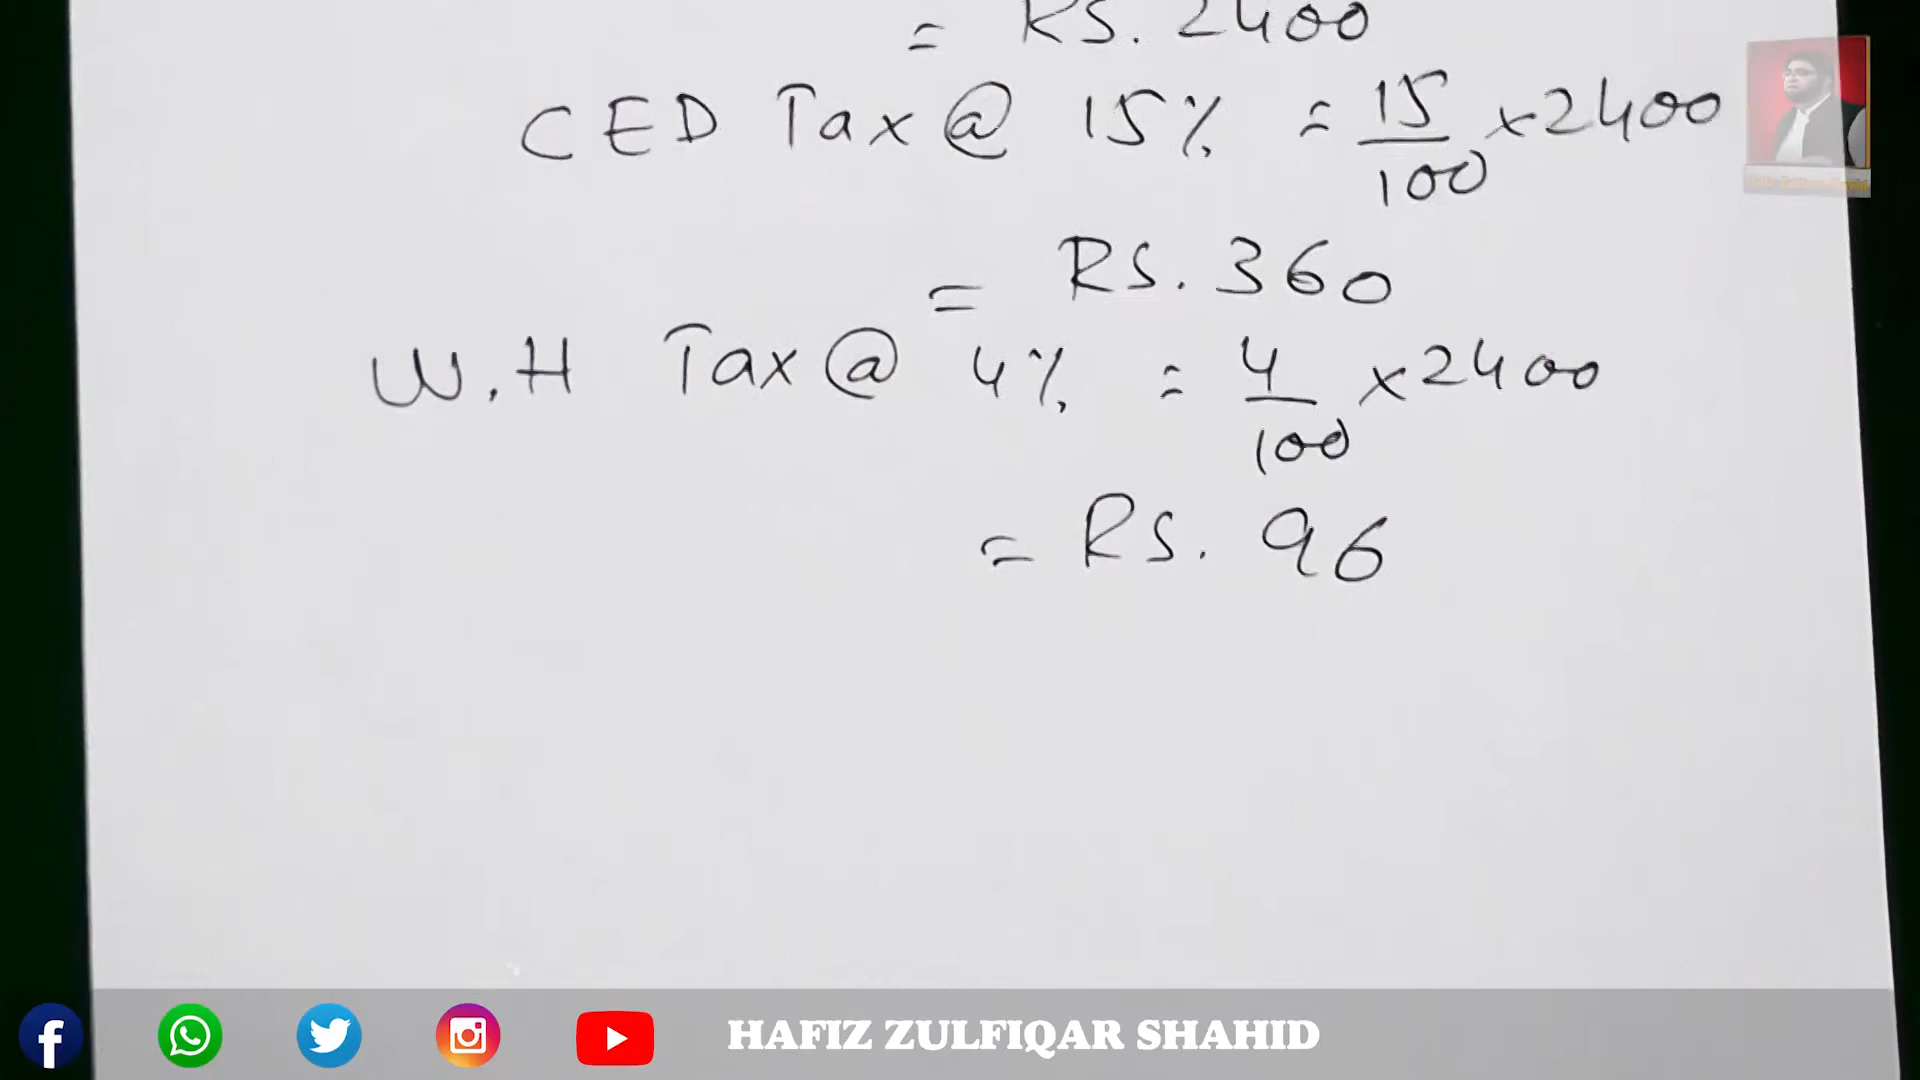 = RS. 2400
CED Tax @ 15% = 15/100 x 2400
= RS. 360
W.H Tax @ 4% = 4/100 x 2400
= RS. 96
HAFIZ ZULFIQAR SHAHID